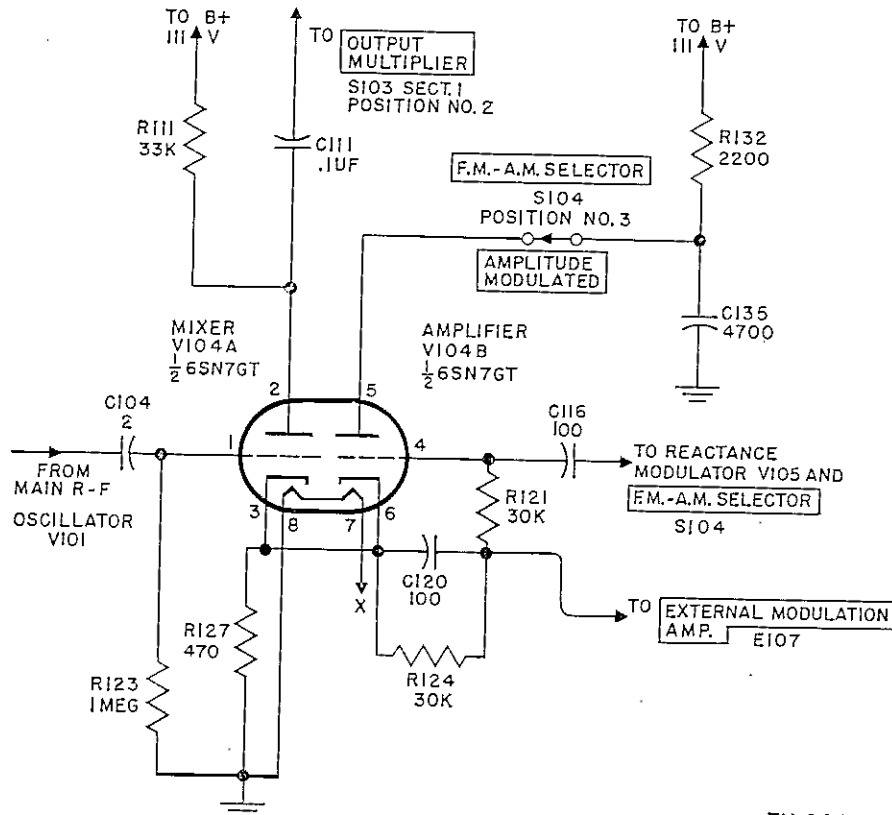 TO B+
111 V
TO
OUTPUT
MULTIPLIER
S103 SECT.1
POSITION NO.2
TO B+
111 V
R111
33K
C111
.1UF
R132
2200
F.M.-A.M. SELECTOR
S104
POSITION NO.3
AMPLITUDE
MODULATED
C135
4700
MIXER
V104A
1/2 6SN7GT
AMPLIFIER
V104B
1/2 6SN7GT
2
5
C104
2
1
4
C116
100
FROM
MAIN R-F
OSCILLATOR
V101
TO REACTANCE
MODULATOR V105 AND
F.M.-A.M. SELECTOR
S104
R121
30K
3
8
7
6
C120
100
X
R127
470
TO
EXTERNAL MODULATION
AMP.
E107
R123
1MEG
R124
30K